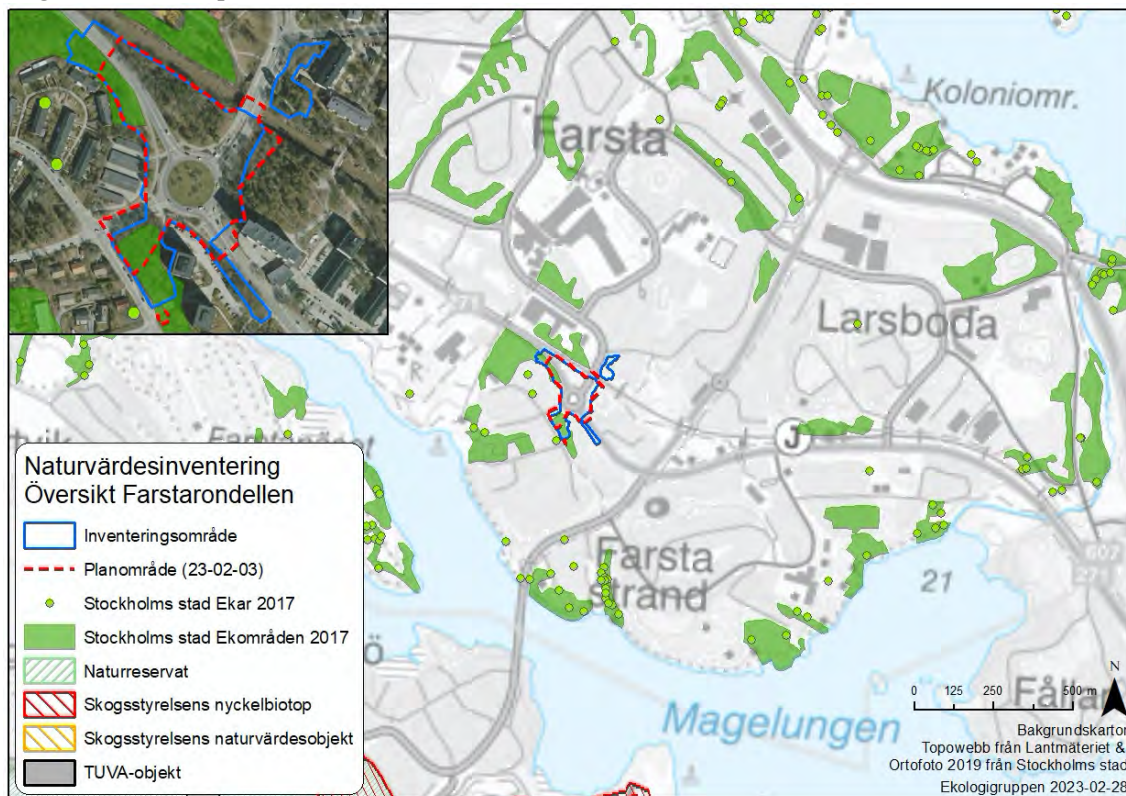 Koloniomr.
Farsta
Larsboda
R
J
Farsta
strand
21
607
271
Magelungen
Naturvärdesinventering
Översikt Farstarondellen
Inventeringsområde
Planområde (23-02-03)
Stockholms stad Ekar 2017
Stockholms stad Ekområden 2017
Naturreservat
Skogsstyrelsens nyckelbiotop
Skogsstyrelsens naturvärdesobjekt
TUVA-objekt
N
0 125 250 500 m
Bakgrundskartor
Topowebb från Lantmäteriet &
Ortofoto 2019 från Stockholms stad
Ekologigruppen 2023-02-28